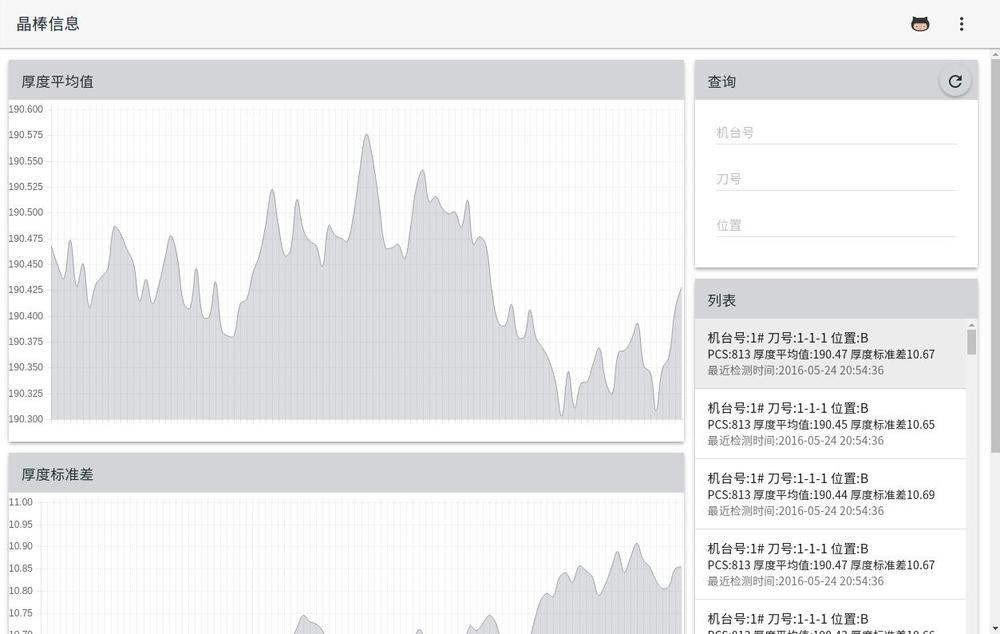 晶棒信息
厚度平均值
190.600
190.575
190.550
190.525
190.500
190.475
190.450
190.425
190.400
190.375
190.350
190.325
190.300
厚度标准差
11.00
10.95
10.90
10.85
10.80
10.75
10.70
查询
机台号
刀号
位置
列表
机台号:1# 刀号:1-1-1 位置:B
PCS:813 厚度平均值:190.47 厚度标准差10.67
最近检测时间:2016-05-24 20:54:36
机台号:1# 刀号:1-1-1 位置:B
PCS:813 厚度平均值:190.45 厚度标准差10.65
最近检测时间:2016-05-24 20:54:36
机台号:1# 刀号:1-1-1 位置:B
PCS:813 厚度平均值:190.44 厚度标准差10.69
最近检测时间:2016-05-24 20:54:36
机台号:1# 刀号:1-1-1 位置:B
PCS:813 厚度平均值:190.47 厚度标准差10.67
最近检测时间:2016-05-24 20:54:36
机台号:1# 刀号:1-1-1 位置:B